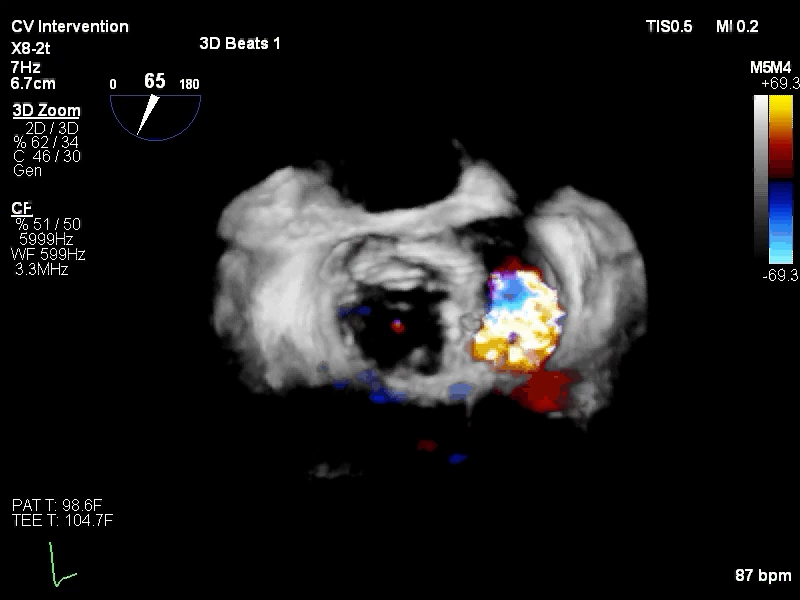 CV Intervention
TIS0.5 MI 0.2
X8-2t
3D Beats 1
7Hz
6.7cm
M5M4
+69.3
0 65 180
3D Zoom
2D / 3D
% 62 / 34
C 46 / 30
Gen
CF
% 51 / 50
5999Hz
WF 599Hz
3.3MHz
-69.3
PAT T: 98.6F
TEE T: 104.7F
87 bpm